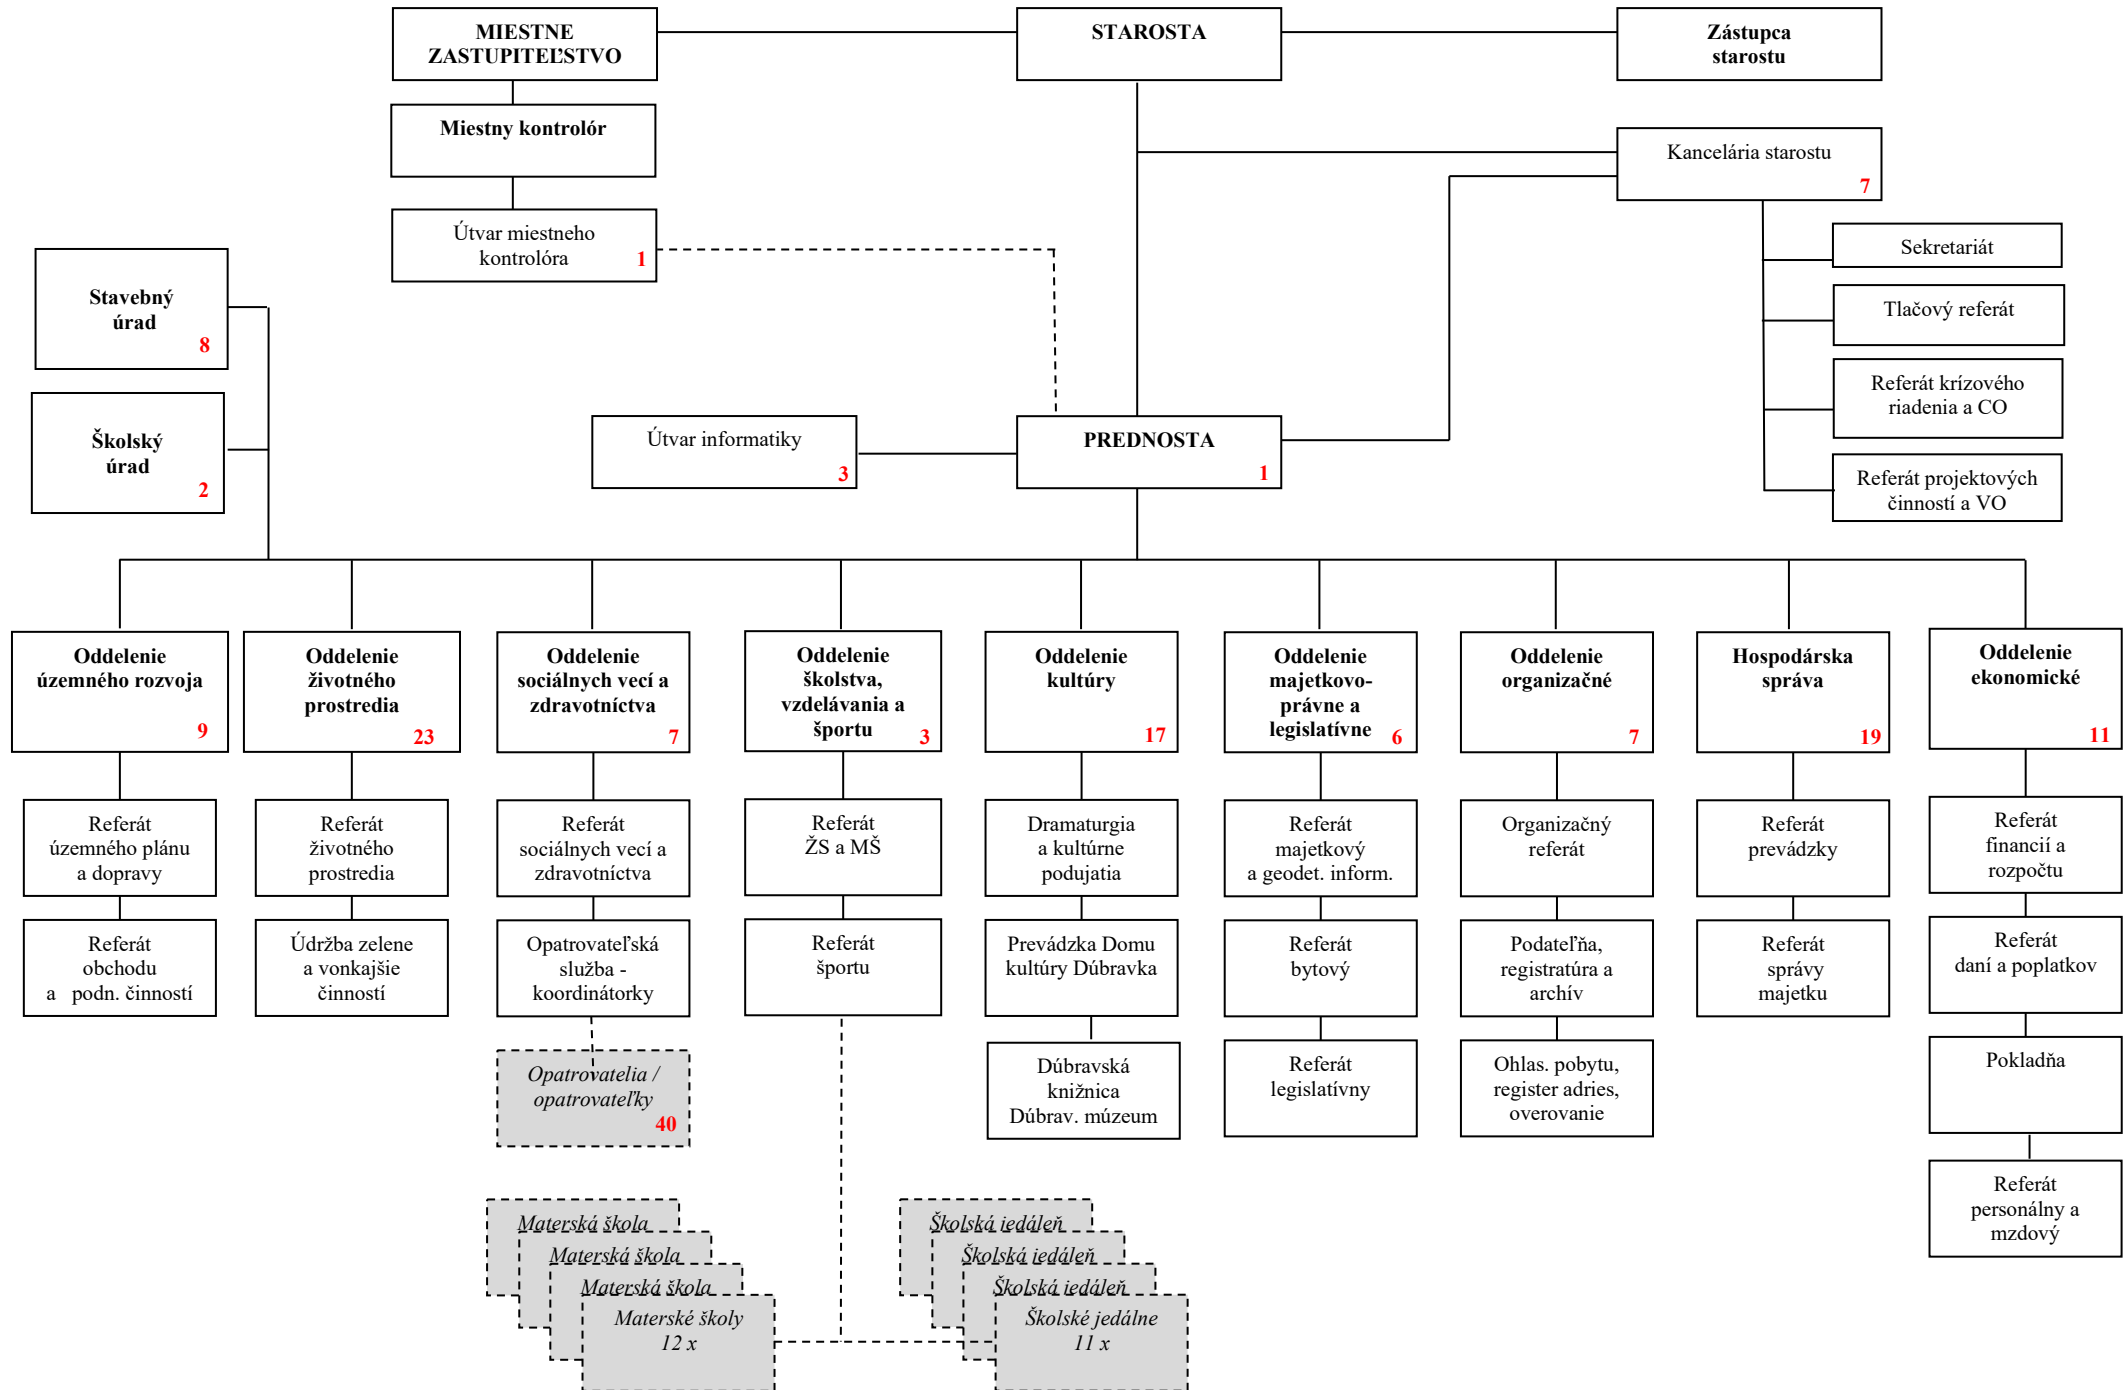 MIESTNE
ZASTUPITEĽSTVO
STAROSTA
Zástupca
starostu
Miestny kontrolór
Kancelária starostu
7
Útvar miestneho
kontrolóra
1
Sekretariát
Tlačový referát
Referát krízového
riadenia a CO
Referát projektových
činností a VO
Stavebný
úrad
8
Školský
úrad
2
Útvar informatiky
3
PREDNOSTA
1
Oddelenie
územného rozvoja
9
Oddelenie
životného
prostredia
23
Oddelenie
sociálnych vecí a
zdravotníctva
7
Oddelenie
školstva,
vzdelávania a
športu
3
Oddelenie
kultúry
17
Oddelenie
majetkovo-
právne a
legislatívne
6
Oddelenie
organizačné
7
Hospodárska
správa
19
Oddelenie
ekonomické
11
Referát
územného plánu
a dopravy
Referát
životného
prostredia
Referát
sociálnych vecí a
zdravotníctva
Referát
ŽS a MŠ
Dramaturgia
a kultúrne
podujatia
Referát
majetkový
a geodet. inform.
Organizačný
referát
Referát
prevádzky
Referát
financií a
rozpočtu
Referát
obchodu
a podn. činností
Údržba zelene
a vonkajšie
činností
Opatrovateľská
služba -
koordinátorky
Referát
športu
Prevádzka Domu
kultúry Dúbravka
Referát
bytový
Podateľňa,
registratúra a
archív
Referát
správy
majetku
Referát
daní a poplatkov
Opatrovatelia /
opatrovateľky
40
Dúbravská
knižnica
Dúbrav. múzeum
Referát
legislatívny
Ohlas. pobytu,
register adries,
overovanie
Pokladňa
Referát
personálny a
mzdový
Materská škola
Materská škola
Materská škola
Materské školy
12 x
Školská jedáleň
Školská jedáleň
Školská jedáleň
Školské jedálne
11 x